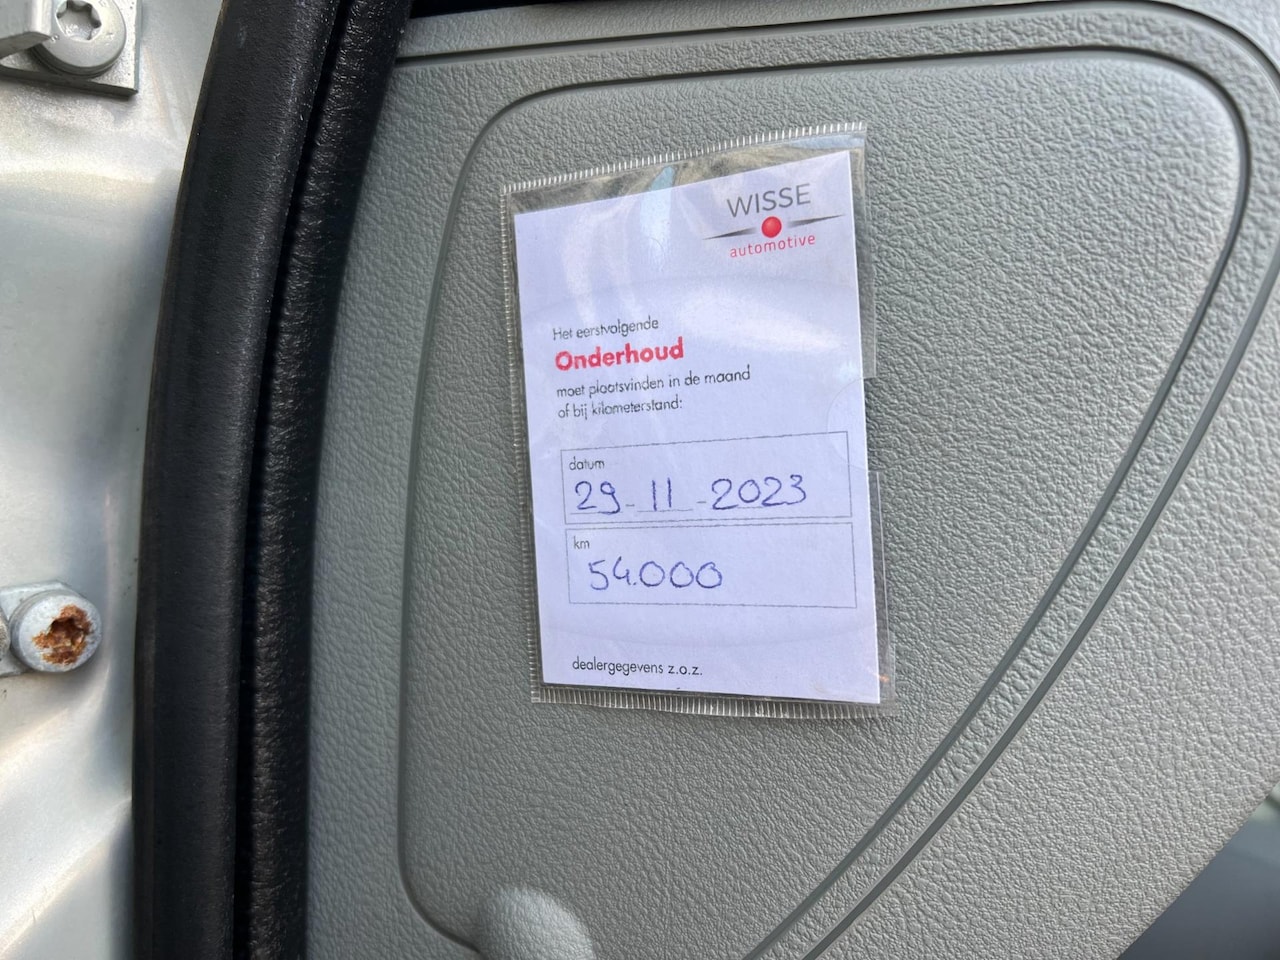 WISSE
automotive
Het eerstvolgende
Onderhoud
moet plaatsvinden in de maand
of bij kilometerstand:
datum
29-11-2023
km
54.000
dealergegevens z.o.z.